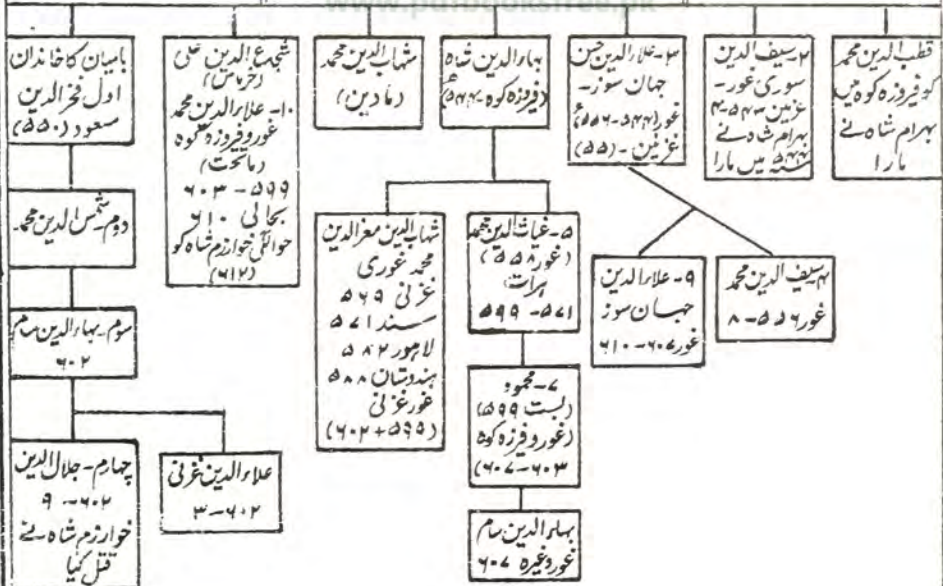 www.pdfbooksfree.pk
قطب الدین محمد
کو فیروزہ کوہ میں
بہرام شاہ نے
مارا
۲-سیف الدین
سوری غور-
غزنین-۵۴۳-۴
بہرام شاہ نے
۵۴۴ھ میں مارا
۳-علاء الدین حسن
جہان سوز-
غور(۵۴۴-۵۵۶ء
غزنین-(۵۵)
بہاء الدین شاہ
(فیروزہ کوہ ۵۴۴ھ)
شہاب الدین محمد
(مادین)
شجاع الدین علی
۱۰-علاء الدین محمد
غور و فیروزہ کوہ
(ماتحت)
۵۹۹-۶۰۳
بحالی ۶۱۰
حوالگی خوارزم شاہ کو
(۶۱۲)
بامیان کا خاندان
اول فخر الدین
مسعود (۵۵۰)
دوم-شمس الدین محمد-
سوم-بہاء الدین سام
۶۰۲
چہارم-جلال الدین
۶۰۲-۹
خوارزم شاہ نے
قتل کیا
علاء الدین غزنی
۶۰۲-۳
شہاب الدین معز الدین
محمد غوری
غزنی ۵۶۹
سند ۵۷۱
لاہور ۵۸۲
ہندوستان ۵۸۸
غور غزنی
(۵۹۹+۶۰۲)
۵-غیاث الدین محمد
(غور ۵۵۸)
ہرات
۵۷۱-۵۹۹
۷-محمود
(بست ۵۹۹)
(غور و فیروزہ کوہ
۶۰۳-۶۰۷)
بہاء الدین سام
غور وغیرہ ۶۰۷
۹-علاء الدین
جہان سوز
غور ۶۰۷-۶۱۰
۴-سیف الدین محمد
غور ۵۵۶-۸